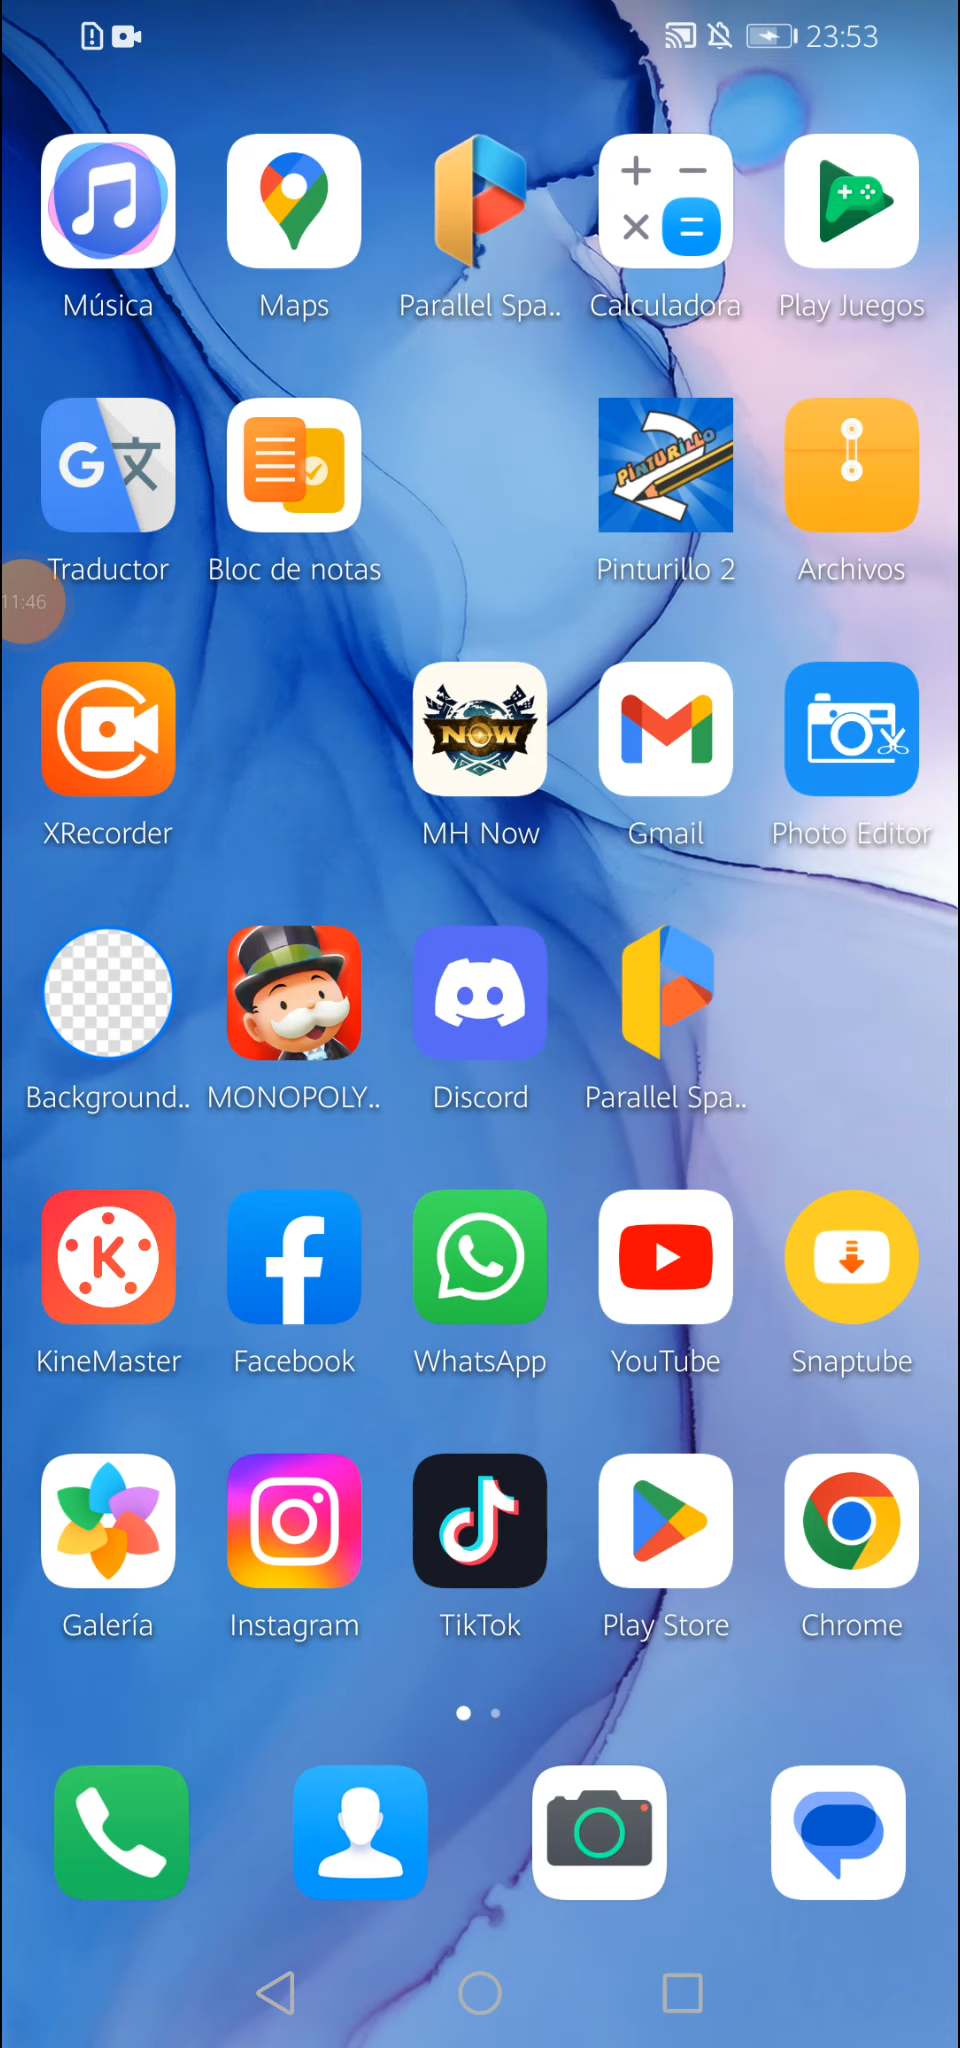 23:53
Música
Maps
Parallel Spa..
Calculadora
Play Juegos
G 文
PINTURILLO
Traductor
Bloc de notas
Pinturillo 2
Archivos
11:46
NOW
XRecorder
MH Now
Gmail
Photo Editor
Background..
MONOPOLY..
Discord
Parallel Spa..
K
KineMaster
Facebook
WhatsApp
YouTube
Snaptube
Galería
Instagram
TikTok
Play Store
Chrome